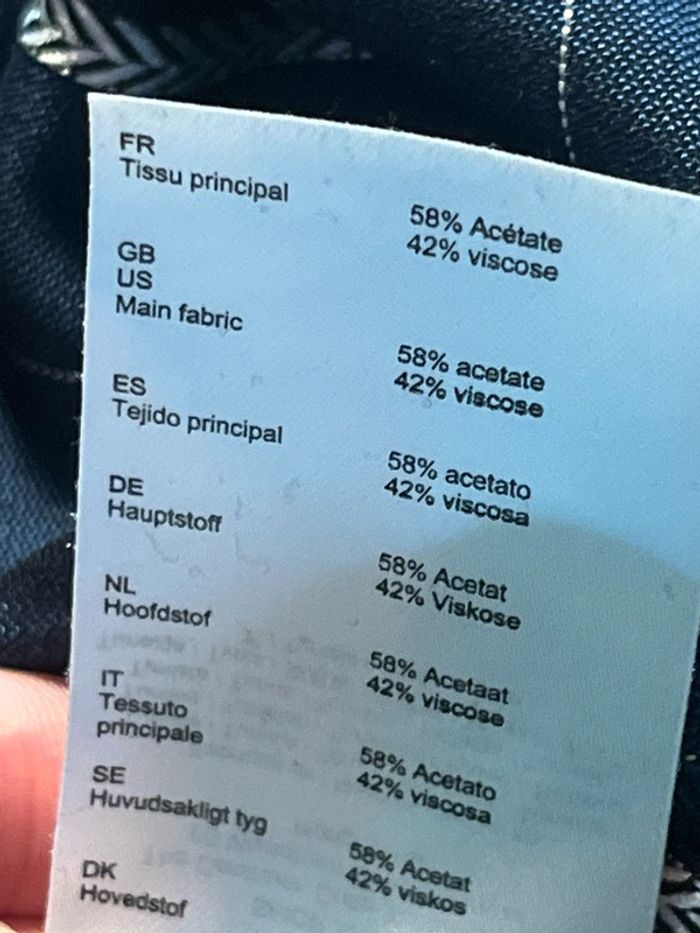 FR
Tissu principal
58% Acétate
42% viscose
GB
US
Main fabric
58% acetate
42% viscose
ES
Tejido principal
58% acetato
42% viscosa
DE
Hauptstoff
58% Acetat
42% Viskose
NL
Hoofdstof
58% Acetaat
42% viscose
IT
Tessuto
principale
58% Acetato
42% viscosa
SE
Huvudsakligt tyg
58% Acetat
42% viskos
DK
Hovedstof